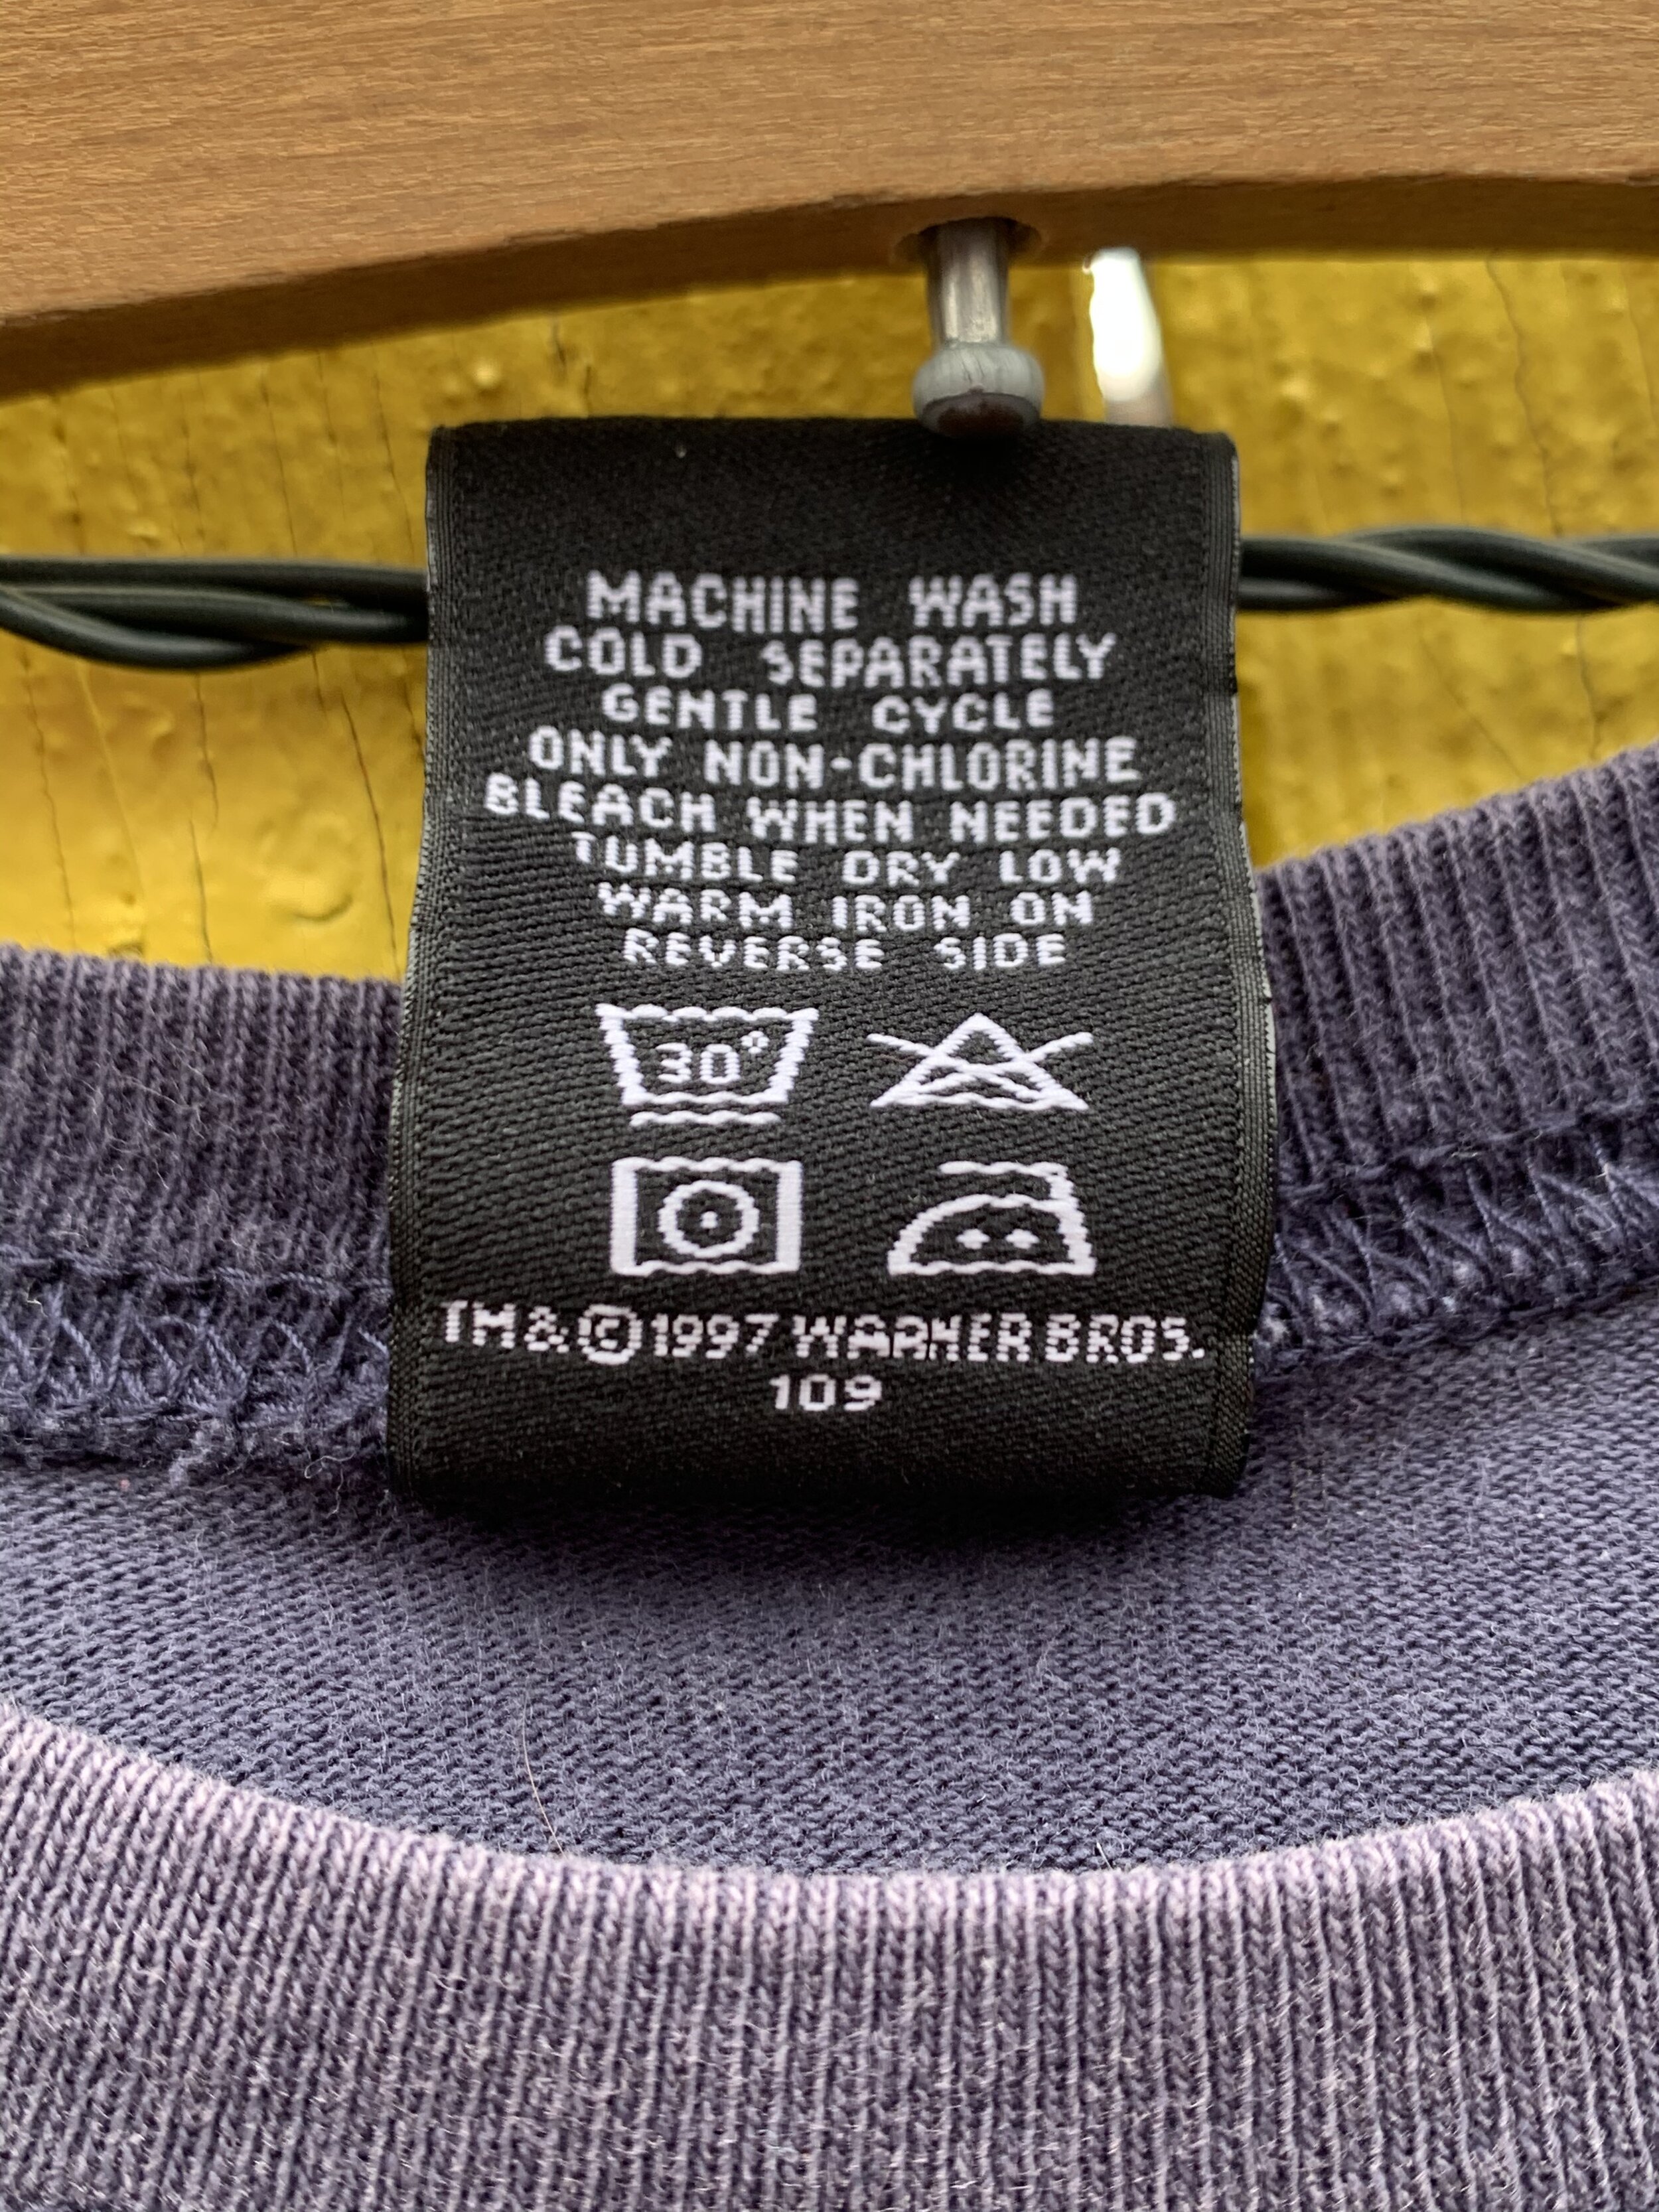 MACHINE WASH
COLD SEPARATELY
GENTLE CYCLE
ONLY NON-CHLORINE
BLEACH WHEN NEEDED
TUMBLE DRY LOW
WARM IRON ON
REVERSE SIDE
30°
TM&©1997 WARNER BROS.
109